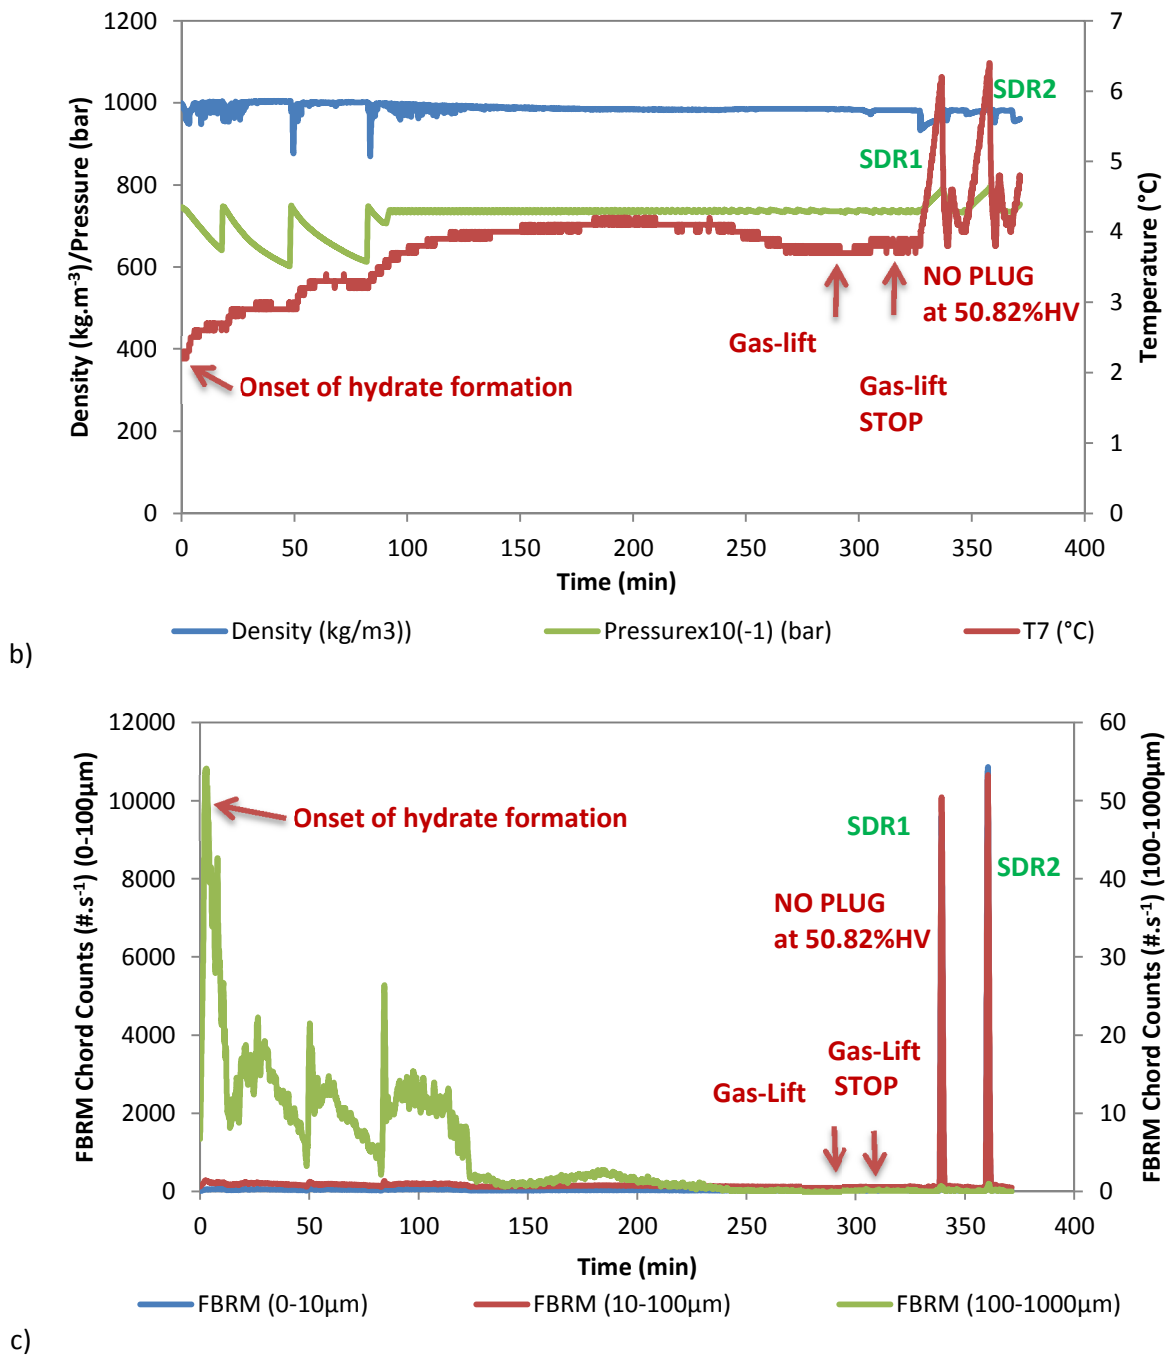 1200
1000
800
600
400
200
0
Density (kg.m-³)/Pressure (bar)
7
6
5
4
3
2
1
0
Temperature (°C)
SDR2
SDR1
NO PLUG
at 50.82%HV
Gas-lift
Onset of hydrate formation
Gas-lift
STOP
0 50 100 150 200 250 300 350 400
Time (min)
Density (kg/m3)) Pressurex10(-1) (bar) T7 (°C)
b)
12000
10000
8000
6000
4000
2000
0
FBRM Chord Counts (#.s-¹) (0-100µm)
60
50
40
30
20
10
0
FBRM Chord Counts (#.s-¹) (100-1000µm)
Onset of hydrate formation
SDR1
SDR2
NO PLUG
at 50.82%HV
Gas-Lift
STOP
Gas-Lift
0 50 100 150 200 250 300 350 400
Time (min)
FBRM (0-10µm) FBRM (10-100µm) FBRM (100-1000µm)
c)